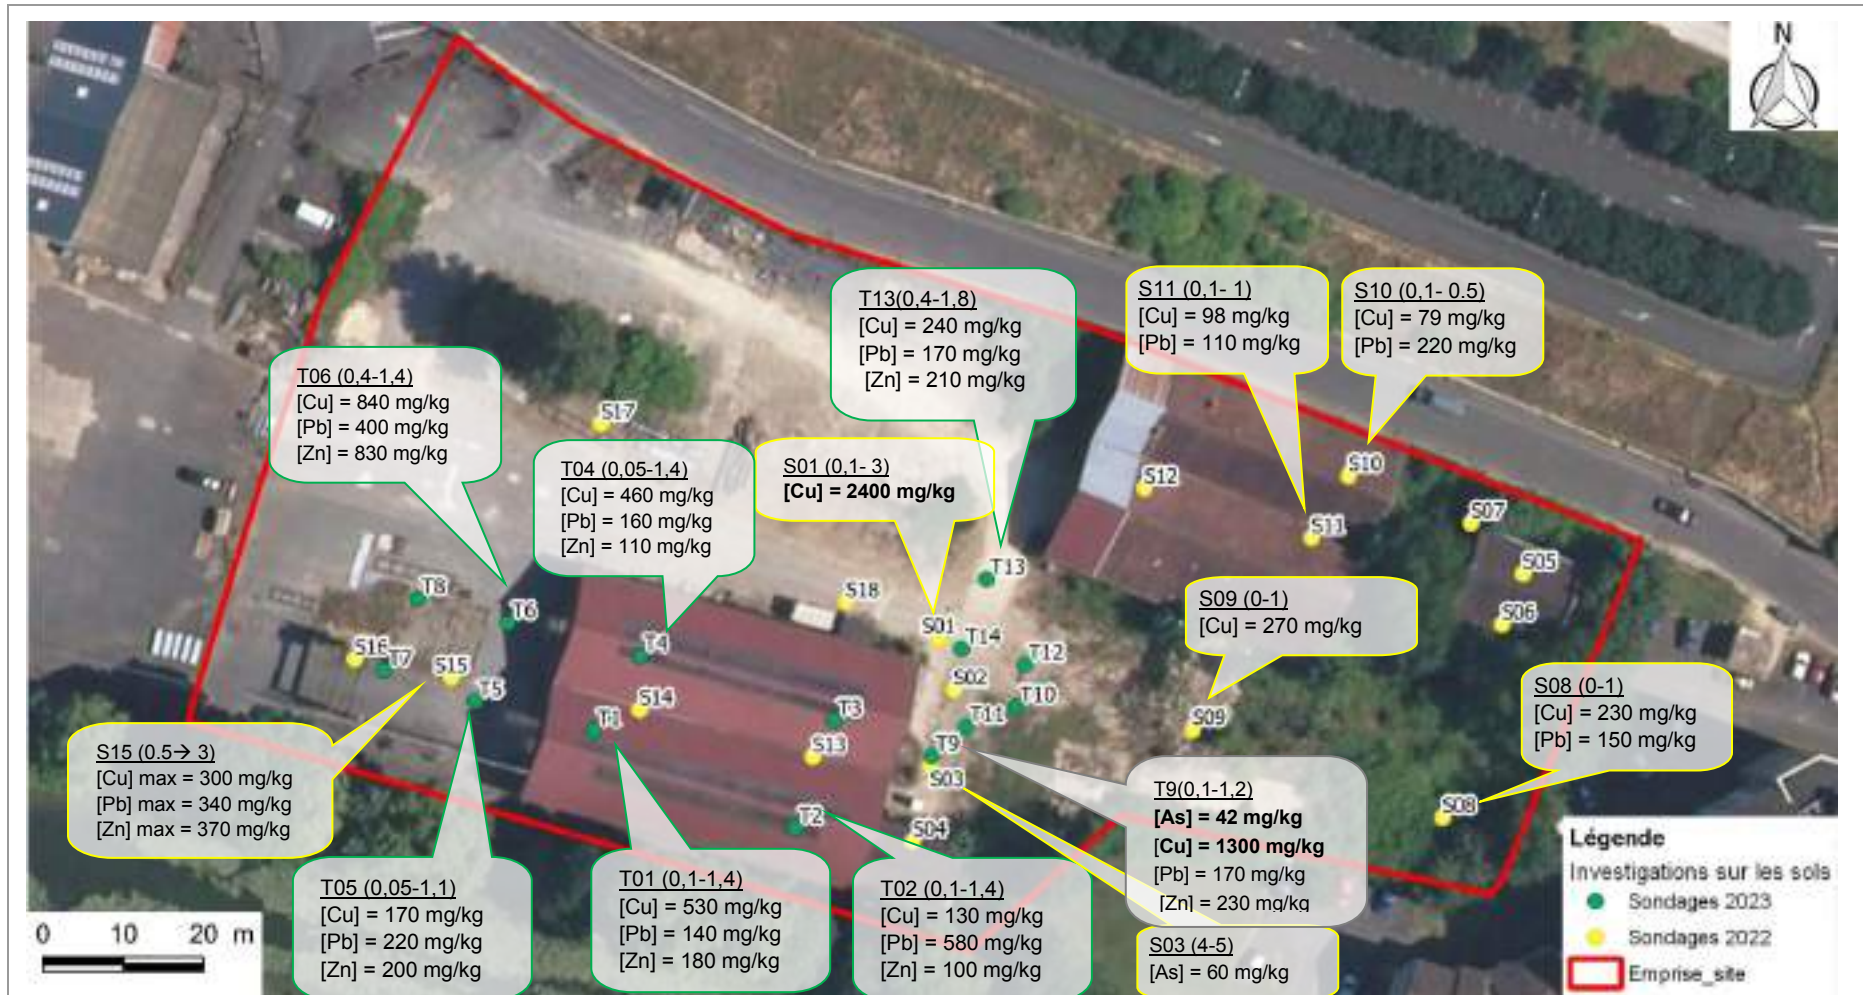 N
T13(0,4-1,8)
[Cu] = 240 mg/kg
[Pb] = 170 mg/kg
[Zn] = 210 mg/kg
S11 (0,1- 1)
[Cu] = 98 mg/kg
[Pb] = 110 mg/kg
S10 (0,1- 0.5)
[Cu] = 79 mg/kg
[Pb] = 220 mg/kg
T06 (0,4-1,4)
[Cu] = 840 mg/kg
[Pb] = 400 mg/kg
[Zn] = 830 mg/kg
S17
T04 (0,05-1,4)
[Cu] = 460 mg/kg
[Pb] = 160 mg/kg
[Zn] = 110 mg/kg
S01 (0,1- 3)
[Cu] = 2400 mg/kg
S12
S10
S11
S07
S05
S06
T13
T8
T6
S18
S01
T14
T12
T4
S16
T7
S15
T5
S02
T10
T11
S14
T1
T3
S13
T9
S03
S09
T2
S04
S08
S09 (0-1)
[Cu] = 270 mg/kg
S08 (0-1)
[Cu] = 230 mg/kg
[Pb] = 150 mg/kg
S15 (0.5→ 3)
[Cu] max = 300 mg/kg
[Pb] max = 340 mg/kg
[Zn] max = 370 mg/kg
T05 (0,05-1,1)
[Cu] = 170 mg/kg
[Pb] = 220 mg/kg
[Zn] = 200 mg/kg
T01 (0,1-1,4)
[Cu] = 530 mg/kg
[Pb] = 140 mg/kg
[Zn] = 180 mg/kg
T02 (0,1-1,4)
[Cu] = 130 mg/kg
[Pb] = 580 mg/kg
[Zn] = 100 mg/kg
T9(0,1-1,2)
[As] = 42 mg/kg
[Cu] = 1300 mg/kg
[Pb] = 170 mg/kg
[Zn] = 230 mg/kg
S03 (4-5)
[As] = 60 mg/kg
0 10 20 m
Légende
Investigations sur les sols
Sondages 2023
Sondages 2022
Emprise_site